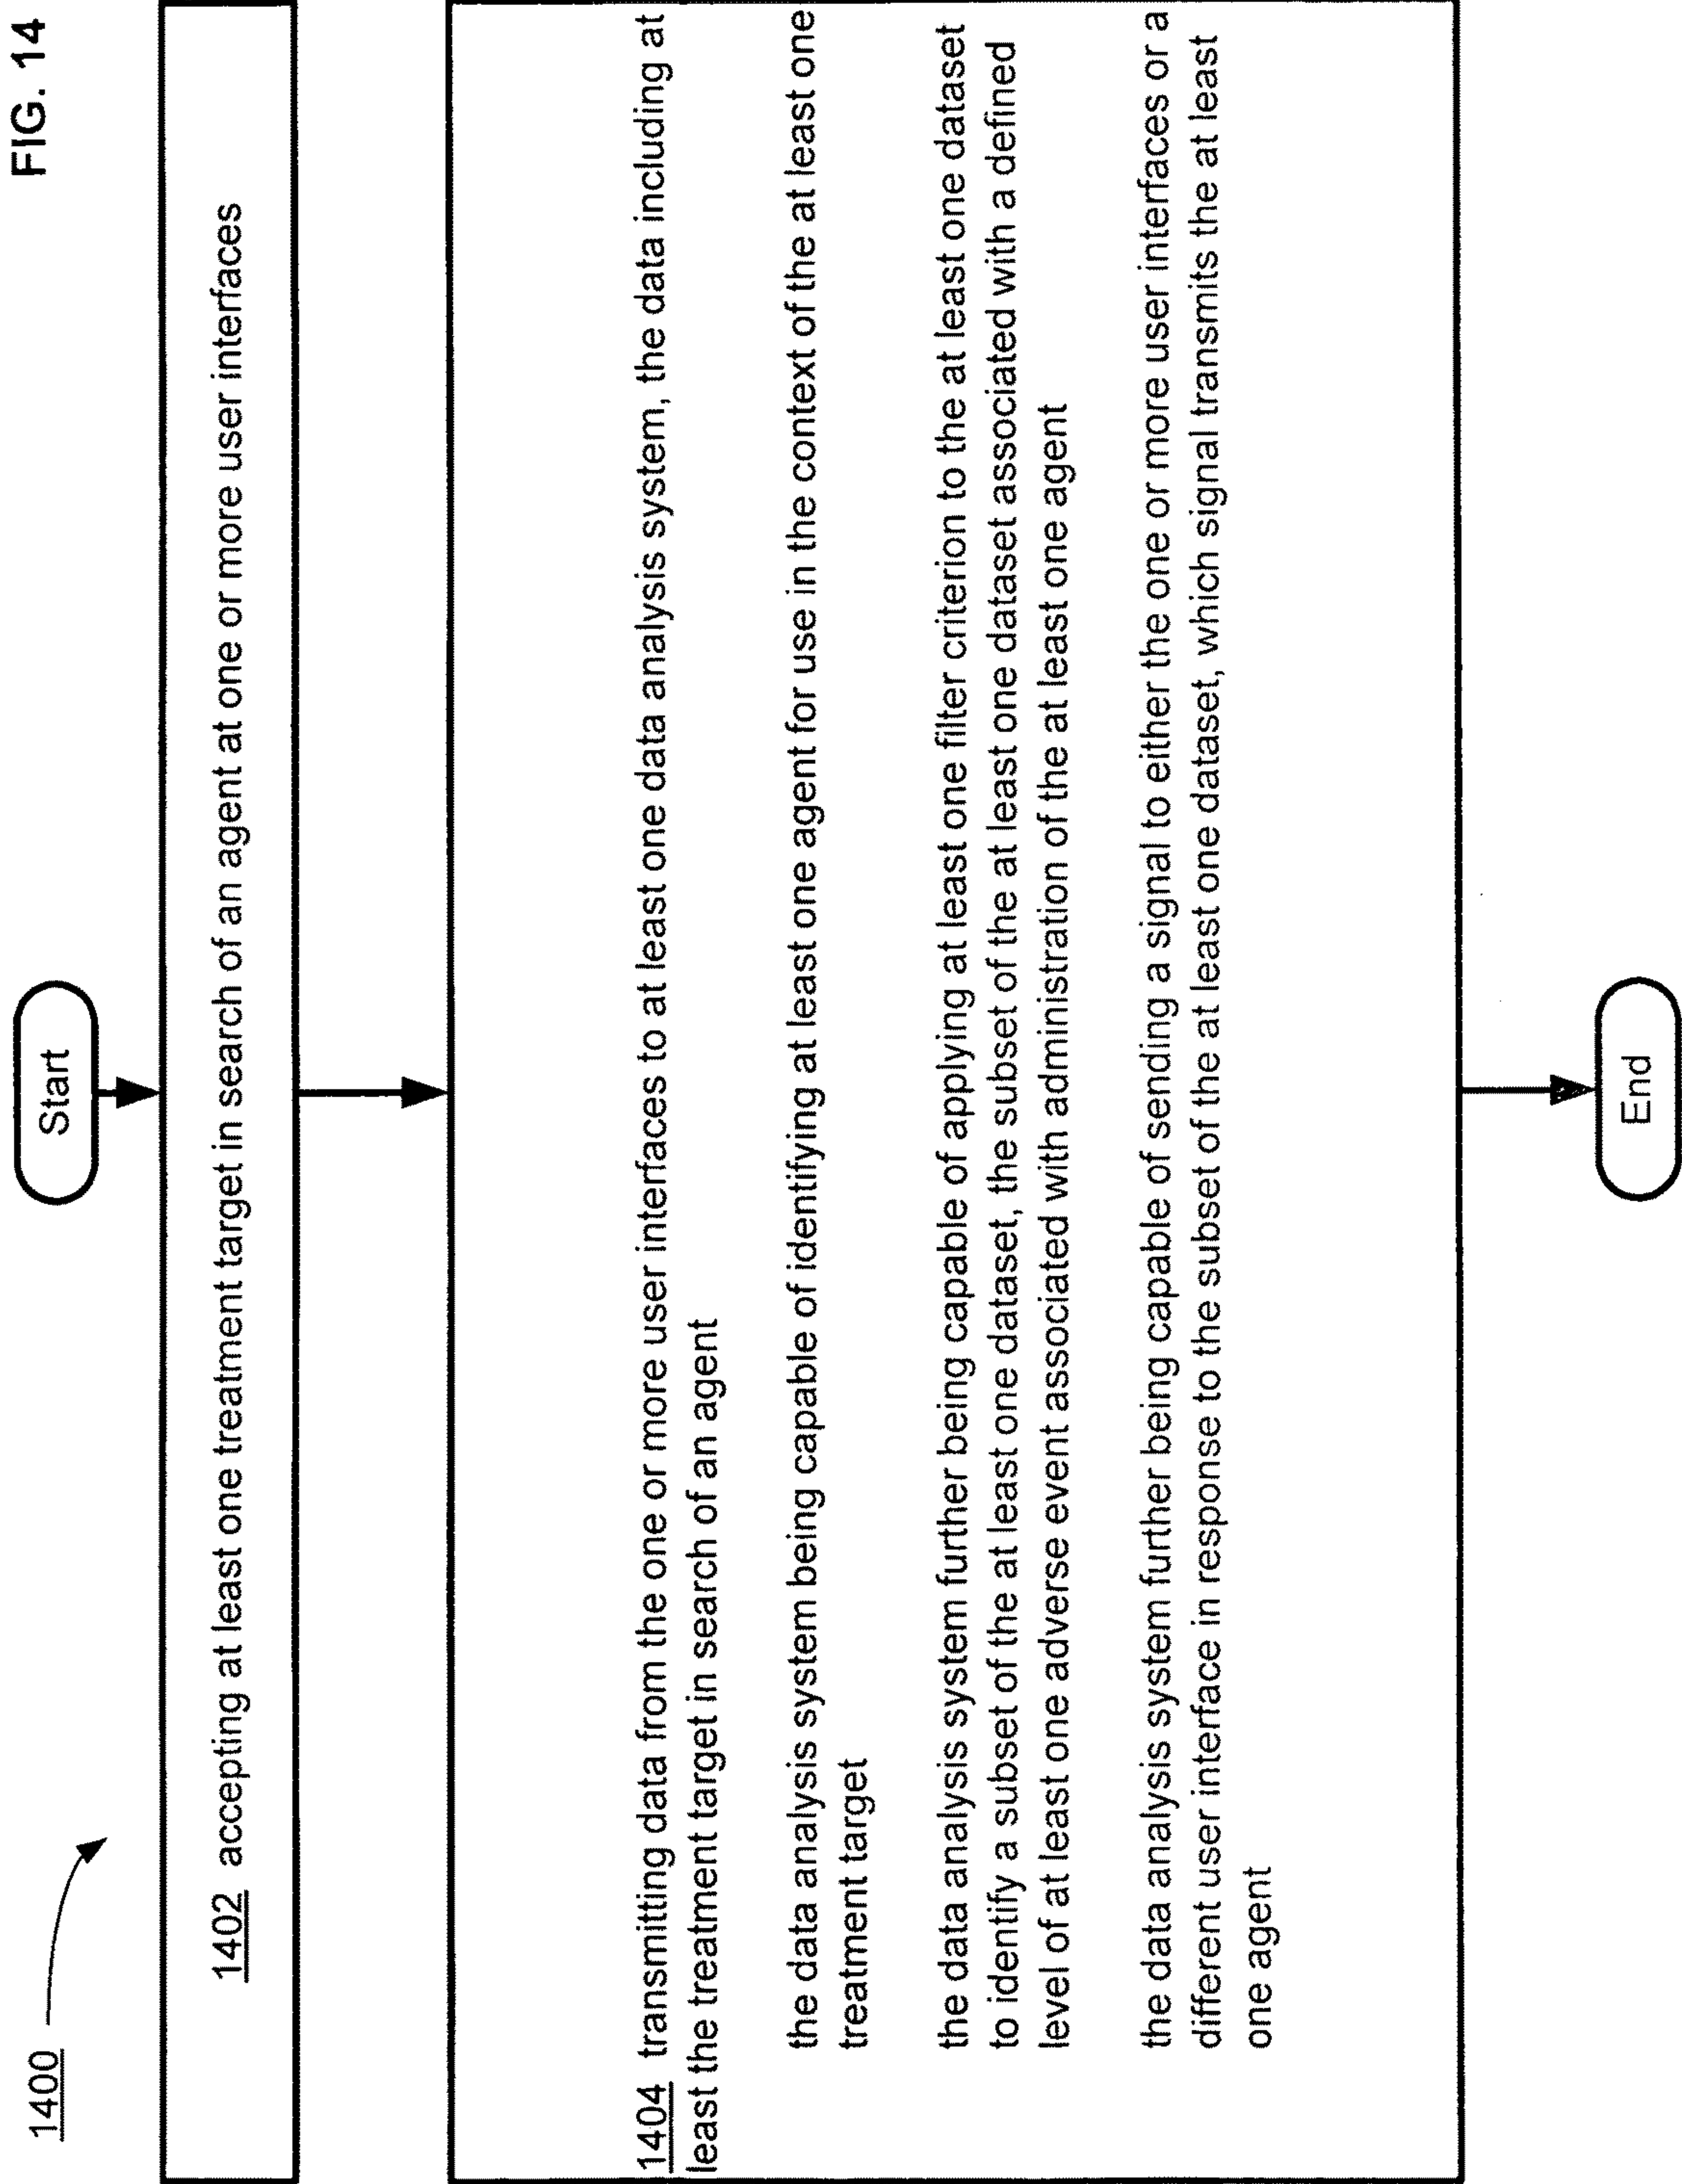 FIG. 14
1400
Start
1402 accepting at least one treatment target in search of an agent at one or more user interfaces
1404 transmitting data from the one or more user interfaces to at least one data analysis system, the data including at
least the treatment target in search of an agent
the data analysis system being capable of identifying at least one agent for use in the context of the at least one
treatment target
the data analysis system further being capable of applying at least one filter criterion to the at least one dataset
to identify a subset of the at least one dataset, the subset of the at least one dataset associated with a defined
level of at least one adverse event associated with administration of the at least one agent
the data analysis system further being capable of sending a signal to either the one or more user interfaces or a
different user interface in response to the subset of the at least one dataset, which signal transmits the at least
one agent
End